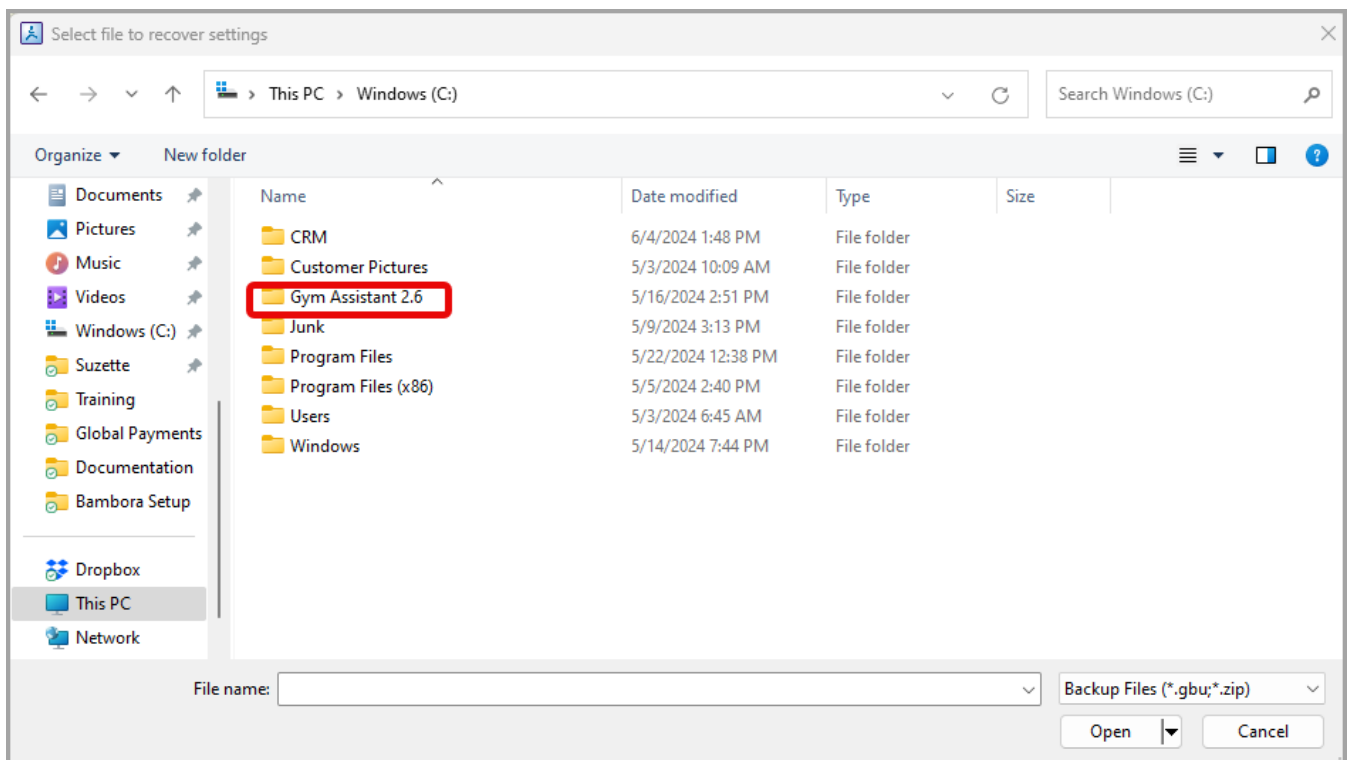 Select file to recover settings
This PC > Windows (C:)
Search Windows (C:)
Organize
New folder
Documents
Pictures
Music
Videos
Windows (C:)
Suzette
Training
Global Payments
Documentation
Bambora Setup
Dropbox
This PC
Network
Name Date modified Type Size
CRM 6/4/2024 1:48 PM File folder
Customer Pictures 5/3/2024 10:09 AM File folder
Gym Assistant 2.6 5/16/2024 2:51 PM File folder
Junk 5/9/2024 3:13 PM File folder
Program Files 5/22/2024 12:38 PM File folder
Program Files (x86) 5/5/2024 2:40 PM File folder
Users 5/3/2024 6:45 AM File folder
Windows 5/14/2024 7:44 PM File folder
File name:
Backup Files (*.gbu;*.zip)
Open
Cancel